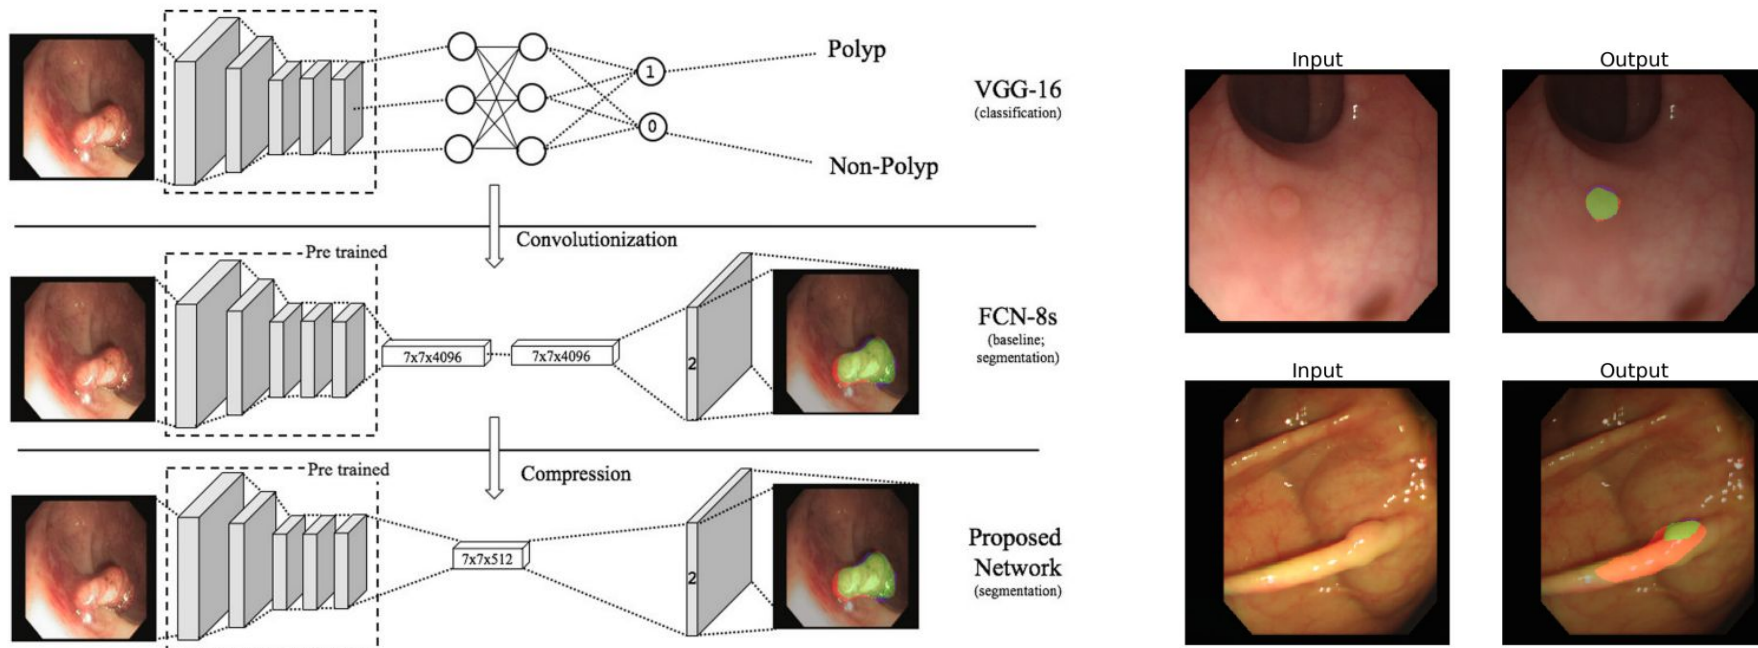 Polyp
1
0
Non-Polyp
VGG-16
(classification)
Convolutionization
Pre trained
7x7x4096
7x7x4096
2
FCN-8s
(baseline;
segmentation)
Compression
Pre trained
7x7x512
2
Proposed
Network
(segmentation)
Input
Output
Input
Output